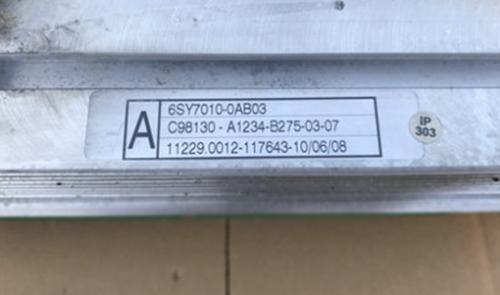 A
6SY7010-0AB03
C98130 - A1234-B275-03-07
11229.0012-117643-10/06/08
IP
303